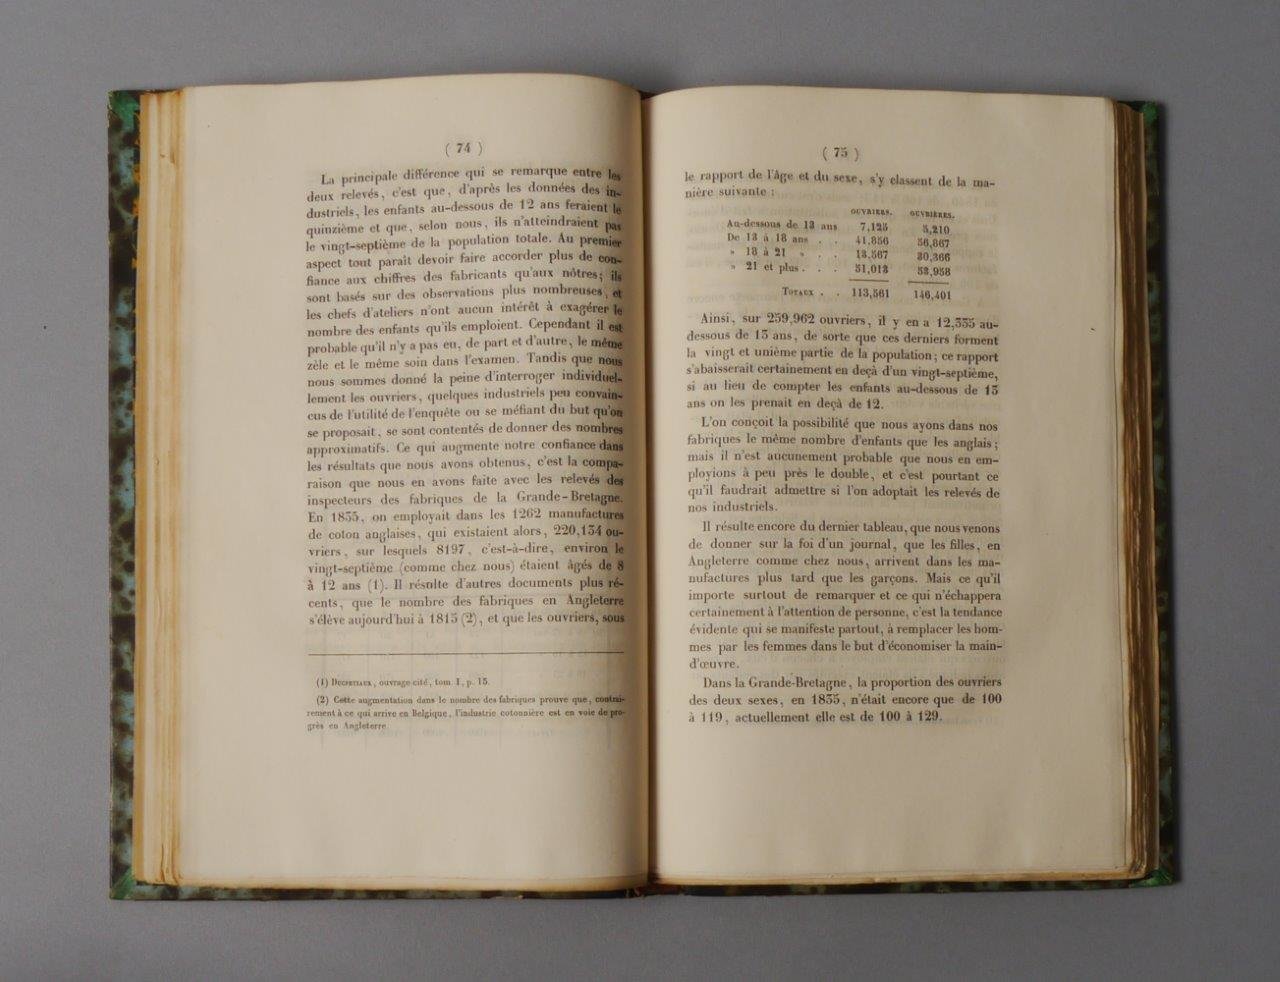 ( 74 )
La principale différence qui se remarque entre les
deux relevés, c'est que, d'après les données des in-
dustriels, les enfants au-dessous de 12 ans feraient le
quinzième et que, selon nous, ils n'atteindraient pas
le vingt-septième de la population totale. Au premier
aspect tout paraît devoir faire accorder plus de con-
fiance aux chiffres des fabricants qu'aux nôtres; ils
sont basés sur des observations plus nombreuses, et
les chefs d'ateliers n'ont aucun intérêt à exagérer le
nombre des enfants qu'ils emploient. Cependant il est
probable qu'il n'y a pas eu, de part et d'autre, le même
zèle et le même soin dans l'examen. Tandis que nous
nous sommes donné la peine d'interroger individuel-
lement les ouvriers, quelques industriels peu convain-
cus de l'utilité de l'enquête ou se méfiant du but qu'on
se proposait, se sont contentés de donner des nombres
approximatifs. Ce qui augmente notre confiance dans
les résultats que nous avons obtenus, c'est la compa-
raison que nous en avons faite avec les relevés des
inspecteurs des fabriques de la Grande-Bretagne.
En 1835, on employait dans les 1262 manufactures
de coton anglaises, qui existaient alors, 220,134 ou-
vriers, sur lesquels 8197, c'est-à-dire, environ le
vingt-septième (comme chez nous) étaient âgés de 8
à 12 ans (1). Il résulte d'autres documents plus ré-
cents, que le nombre des fabriques en Angleterre
s'élève aujourd'hui à 1815 (2), et que les ouvriers, sous
(1) Ducpetiaux, ouvrage cité, tom. I, p. 15.
(2) Cette augmentation dans le nombre des fabriques prouve que, contrai-
rement à ce qui arrive en Belgique, l'industrie cotonnière est en voie de pro-
grès en Angleterre.
( 75 )
le rapport de l'âge et du sexe, s'y classent de la ma-
nière suivante :
OUVRIERS. OUVRIÈRES.
Au-dessous de 13 ans 7,125 5,210
De 13 à 18 ans . . 41,856 56,867
» 18 à 21 » . . 13,567 30,366
» 21 et plus . . . 51,013 53,958
Totaux . . 113,561 146,401
Ainsi, sur 259,962 ouvriers, il y en a 12,335 au-
dessous de 13 ans, de sorte que ces derniers forment
la vingt et unième partie de la population; ce rapport
s'abaisserait certainement en deçà d'un vingt-septième,
si au lieu de compter les enfants au-dessous de 13
ans on les prenait en deçà de 12.
L'on conçoit la possibilité que nous ayons dans nos
fabriques le même nombre d'enfants que les anglais;
mais il n'est aucunement probable que nous en em-
ployions à peu près le double, et c'est pourtant ce
qu'il faudrait admettre si l'on adoptait les relevés de
nos industriels.
Il résulte encore du dernier tableau, que nous venons
de donner sur la foi d'un journal, que les filles, en
Angleterre comme chez nous, arrivent dans les ma-
nufactures plus tard que les garçons. Mais ce qu'il
importe surtout de remarquer et ce qui n'échappera
certainement à l'attention de personne, c'est la tendance
évidente qui se manifeste partout, à remplacer les hom-
mes par les femmes dans le but d'économiser la main-
d'œuvre.
Dans la Grande-Bretagne, la proportion des ouvriers
des deux sexes, en 1835, n'était encore que de 100
à 119, actuellement elle est de 100 à 129.